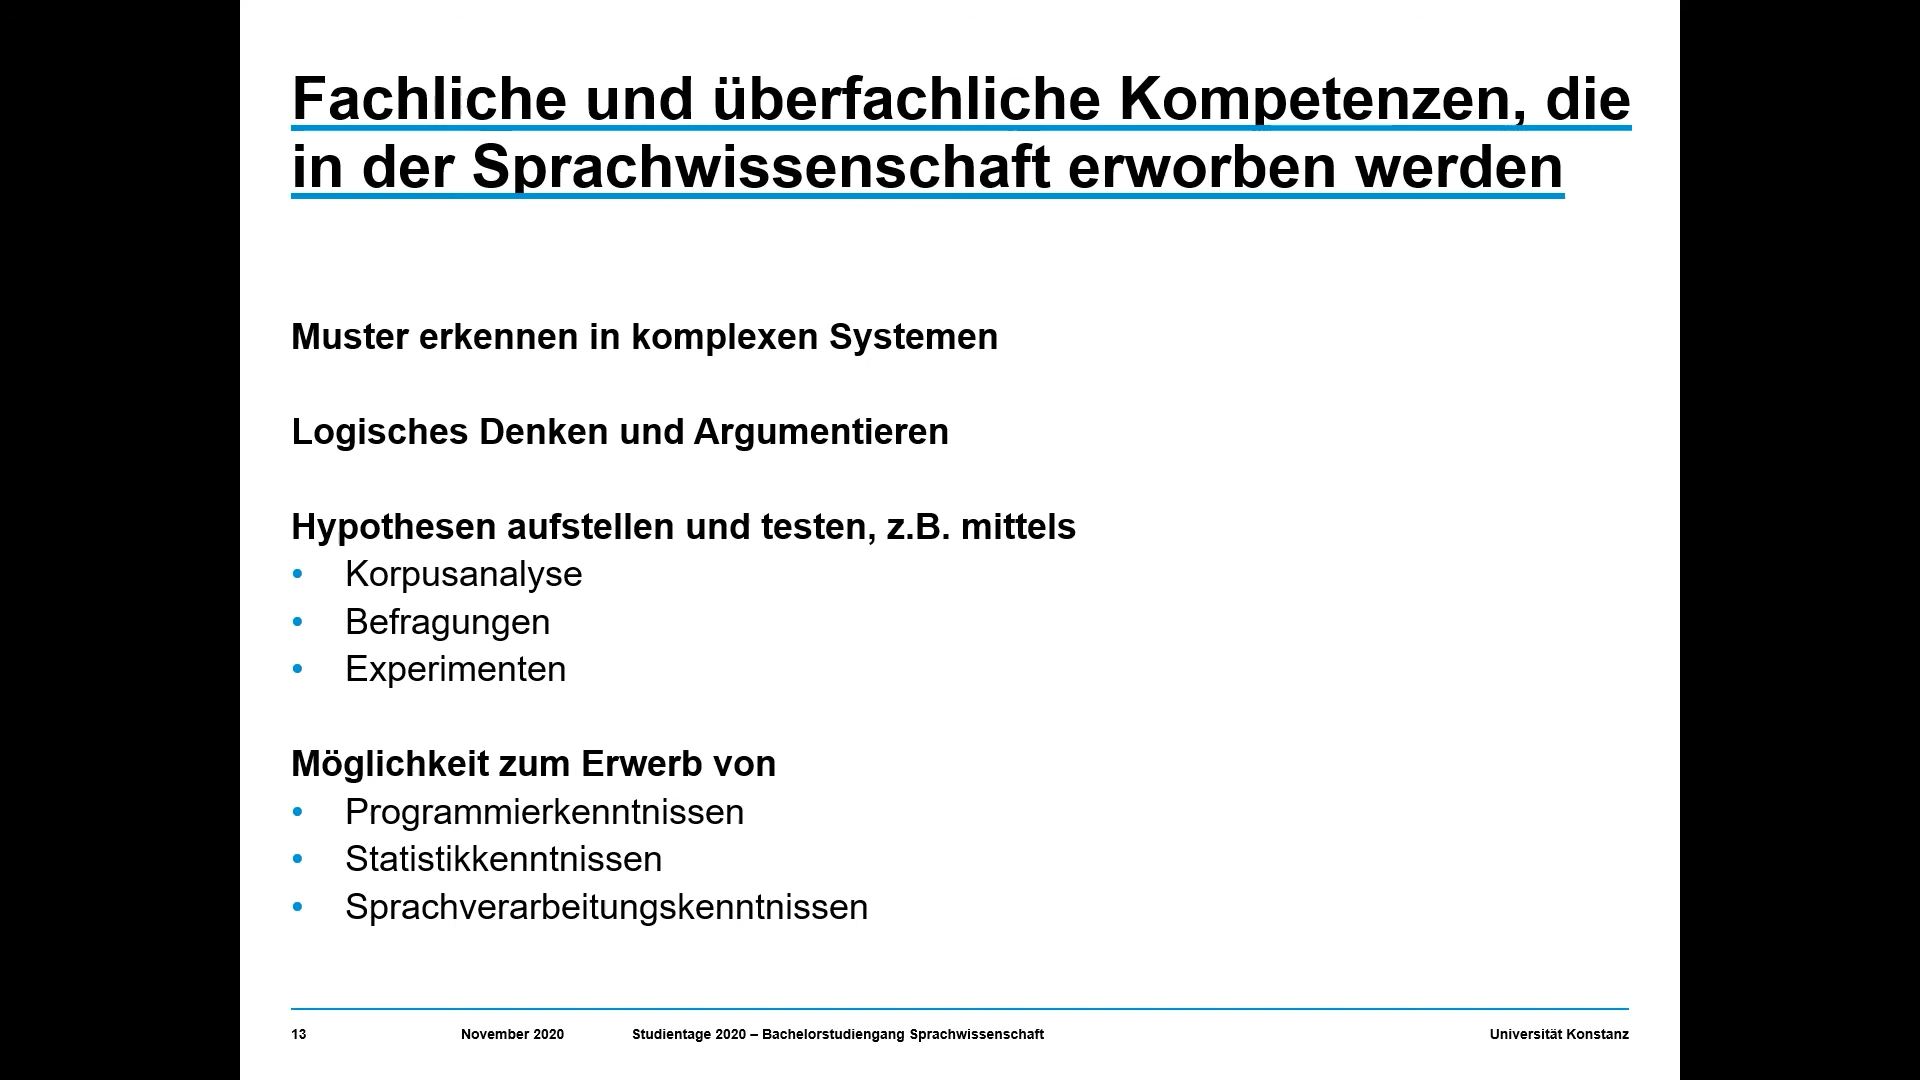 Fachliche und überfachliche Kompetenzen, die
in der Sprachwissenschaft erworben werden
Muster erkennen in komplexen Systemen
Logisches Denken und Argumentieren
Hypothesen aufstellen und testen, z.B. mittels
• Korpusanalyse
• Befragungen
• Experimenten
Möglichkeit zum Erwerb von
• Programmierkenntnissen
• Statistikkenntnissen
• Sprachverarbeitungskenntnissen
13 November 2020 Studientage 2020 – Bachelorstudiengang Sprachwissenschaft Universität Konstanz